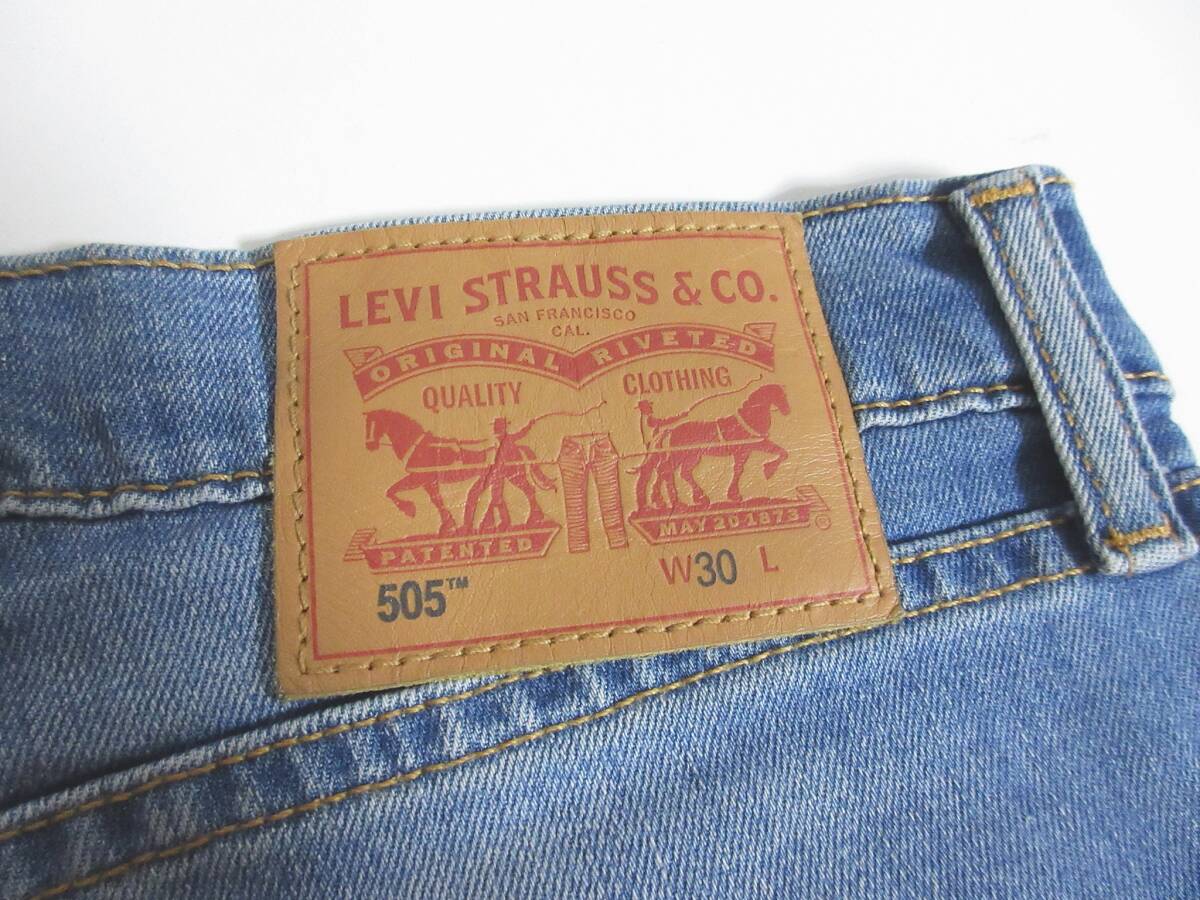 LEVI STRAUSS & CO.
SAN FRANCISCO
CAL.
ORIGINAL RIVETED
QUALITY CLOTHING
PATENTED MAY 20 1873 ®
505™ W30 L